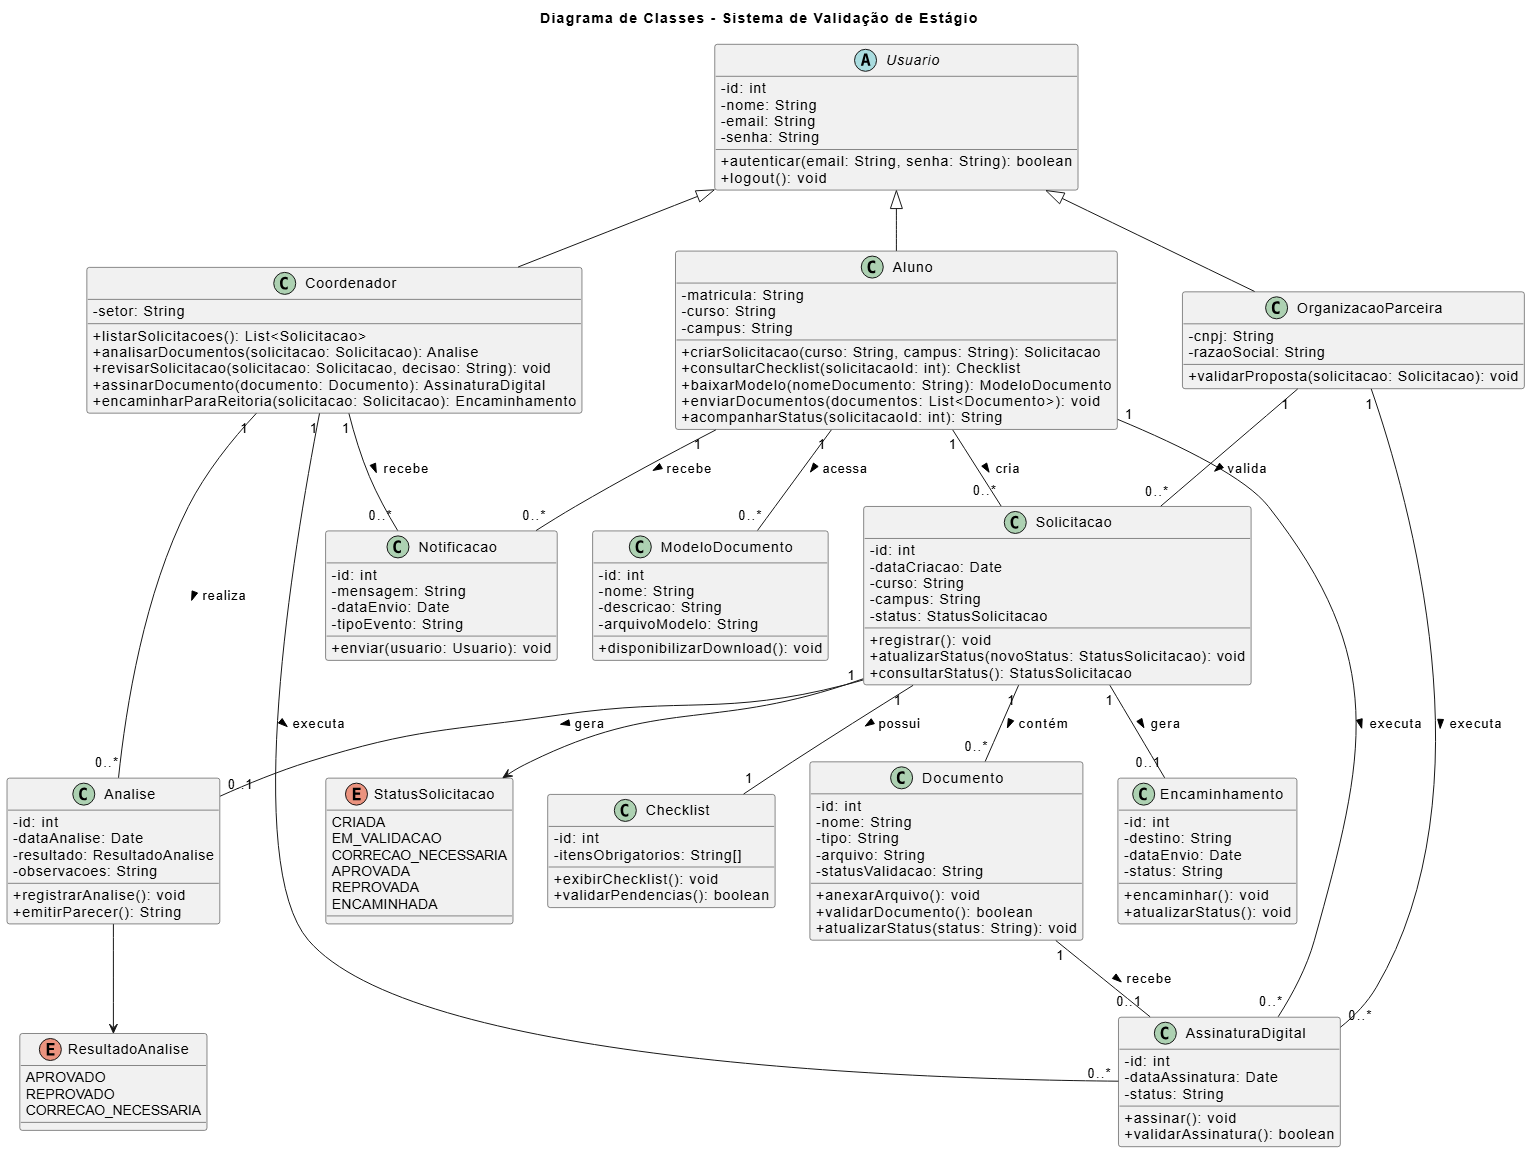 Diagrama de Classes - Sistema de Validação de Estágio
A Usuario
-id: int
-nome: String
-email: String
-senha: String
+autenticar(email: String, senha: String): boolean
+logout(): void
C Coordenador
-setor: String
+listarSolicitacoes(): List<Solicitacao>
+analisarDocumentos(solicitacao: Solicitacao): Analise
+revisarSolicitacao(solicitacao: Solicitacao, decisao: String): void
+assinarDocumento(documento: Documento): AssinaturaDigital
+encaminharParaReitoria(solicitacao: Solicitacao): Encaminhamento
C Aluno
-matricula: String
-curso: String
-campus: String
+criarSolicitacao(curso: String, campus: String): Solicitacao
+consultarChecklist(solicitacaoId: int): Checklist
+baixarModelo(nomeDocumento: String): ModeloDocumento
+enviarDocumentos(documentos: List<Documento>): void
+acompanharStatus(solicitacaoId: int): String
C OrganizacaoParceira
-cnpj: String
-razaoSocial: String
+validarProposta(solicitacao: Solicitacao): void
1 1 1 1 1 1 1 1 1
recebe recebe acessa cria valida
0..* 0..* 0..* 0..* 0..*
C Notificacao
-id: int
-mensagem: String
-dataEnvio: Date
-tipoEvento: String
+enviar(usuario: Usuario): void
C ModeloDocumento
-id: int
-nome: String
-descricao: String
-arquivoModelo: String
+disponibilizarDownload(): void
C Solicitacao
-id: int
-dataCriacao: Date
-curso: String
-campus: String
-status: StatusSolicitacao
+registrar(): void
+atualizarStatus(novoStatus: StatusSolicitacao): void
+consultarStatus(): StatusSolicitacao
realiza
1 1 1 1
executa gera possui contém gera executa executa
0..* 0..1 1 0..* 0..1
C Analise
-id: int
-dataAnalise: Date
-resultado: ResultadoAnalise
-observacoes: String
+registrarAnalise(): void
+emitirParecer(): String
E StatusSolicitacao
CRIADA
EM_VALIDACAO
CORRECAO_NECESSARIA
APROVADA
REPROVADA
ENCAMINHADA
C Checklist
-id: int
-itensObrigatorios: String[]
+exibirChecklist(): void
+validarPendencias(): boolean
C Documento
-id: int
-nome: String
-tipo: String
-arquivo: String
-statusValidacao: String
+anexarArquivo(): void
+validarDocumento(): boolean
+atualizarStatus(status: String): void
C Encaminhamento
-id: int
-destino: String
-dataEnvio: Date
-status: String
+encaminhar(): void
+atualizarStatus(): void
1
recebe
0..1 0..* 0..*
E ResultadoAnalise
APROVADO
REPROVADO
CORRECAO_NECESSARIA
0..*
C AssinaturaDigital
-id: int
-dataAssinatura: Date
-status: String
+assinar(): void
+validarAssinatura(): boolean